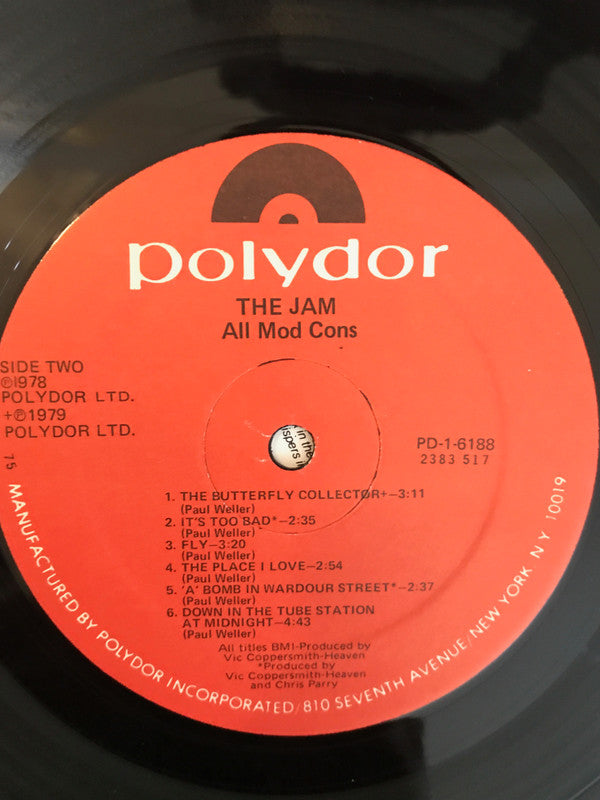 polydor
THE JAM
All Mod Cons
SIDE TWO
℗1978
POLYDOR LTD.
+℗1979
POLYDOR LTD.
75
PD-1-6188
2383 517
in the
spers i
1. THE BUTTERFLY COLLECTOR+–3:11
(Paul Weller)
2. IT'S TOO BAD*–2:35
(Paul Weller)
3. FLY–3:20
(Paul Weller)
4. THE PLACE I LOVE–2:54
(Paul Weller)
5. 'A' BOMB IN WARDOUR STREET*–2:37
(Paul Weller)
6. DOWN IN THE TUBE STATION
AT MIDNIGHT–4:43
(Paul Weller)
All titles BMI-Produced by
Vic Coppersmith-Heaven
*Produced by
Vic Coppersmith-Heaven
and Chris Parry
MANUFACTURED BY POLYDOR INCORPORATED/810 SEVENTH AVENUE/NEW YORK N Y 10019